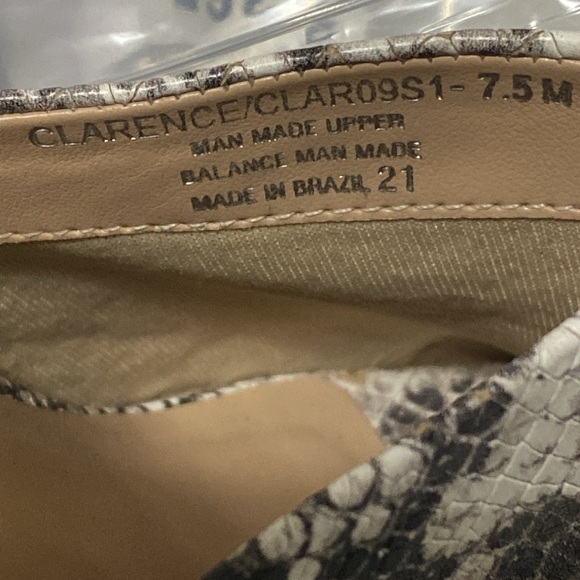 CLARENCE/CLAR09S1- 7.5 M
MAN MADE UPPER
BALANCE MAN MADE
MADE IN BRAZIL 21